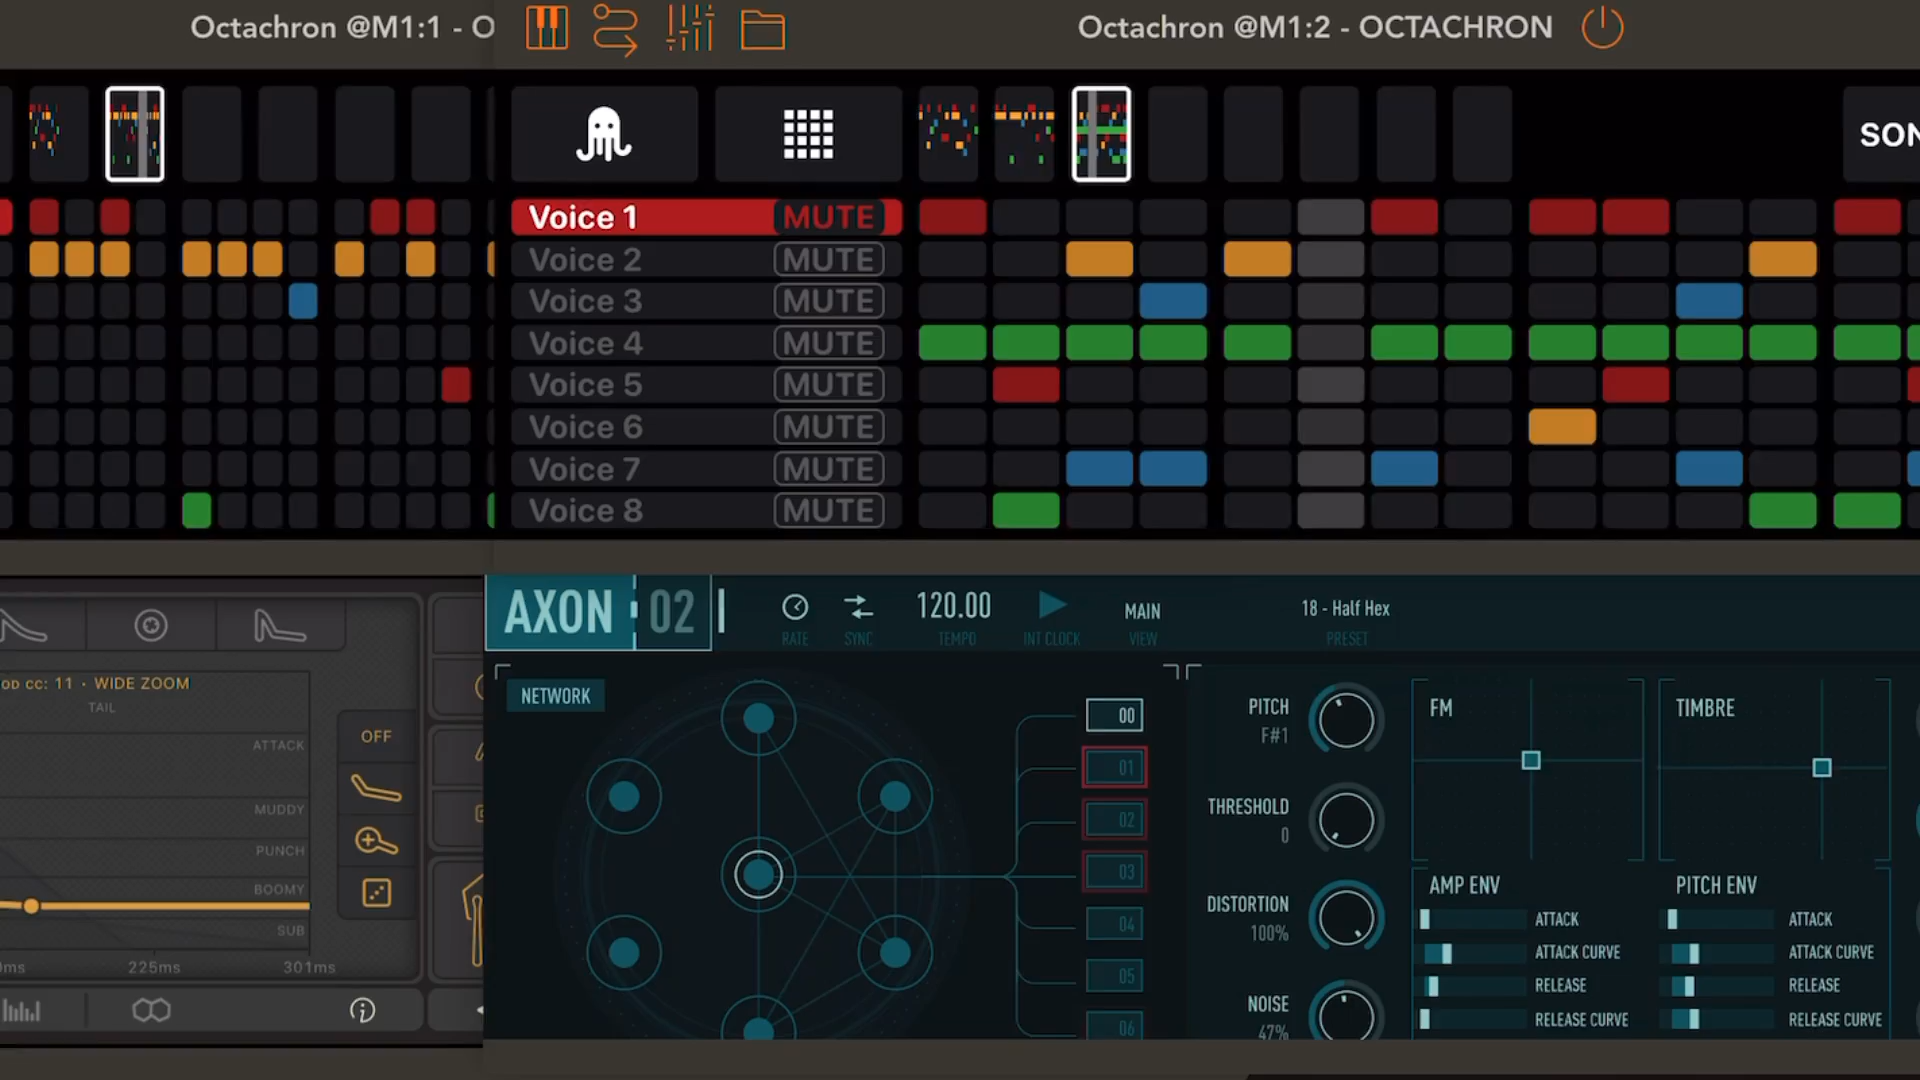 Octachron @M1:1 - O
Octachron @M1:2 - OCTACHRON
SON
Voice 1 MUTE
Voice 2 MUTE
Voice 3 MUTE
Voice 4 MUTE
Voice 5 MUTE
Voice 6 MUTE
Voice 7 MUTE
Voice 8 MUTE
AXON 02
120.00
MAIN
18 - Half Hex
RATE
SYNC
TEMPO
INT CLOCK
VIEW
PRESET
OD CC: 11 · WIDE ZOOM
TAIL
ATTACK
MUDDY
PUNCH
BOOMY
SUB
0ms
225ms
301ms
OFF
NETWORK
00
01
02
03
04
05
06
PITCH
F#1
THRESHOLD
0
DISTORTION
100%
NOISE
47%
FM
TIMBRE
AMP ENV
ATTACK
ATTACK CURVE
RELEASE
RELEASE CURVE
PITCH ENV
ATTACK
ATTACK CURVE
RELEASE
RELEASE CURVE